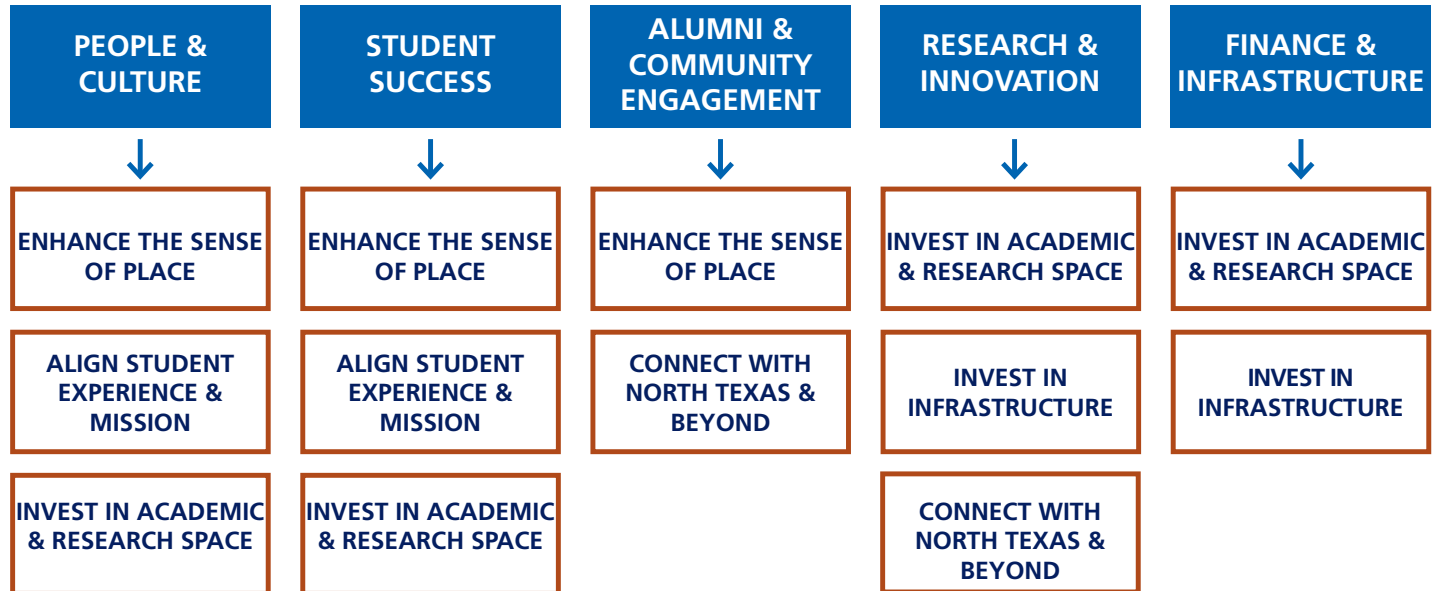 PEOPLE &
CULTURE
STUDENT
SUCCESS
ALUMNI &
COMMUNITY
ENGAGEMENT
RESEARCH &
INNOVATION
FINANCE &
INFRASTRUCTURE
ENHANCE THE SENSE
OF PLACE
ENHANCE THE SENSE
OF PLACE
ENHANCE THE SENSE
OF PLACE
INVEST IN ACADEMIC
& RESEARCH SPACE
INVEST IN ACADEMIC
& RESEARCH SPACE
ALIGN STUDENT
EXPERIENCE &
MISSION
ALIGN STUDENT
EXPERIENCE &
MISSION
CONNECT WITH
NORTH TEXAS &
BEYOND
INVEST IN
INFRASTRUCTURE
INVEST IN
INFRASTRUCTURE
INVEST IN ACADEMIC
& RESEARCH SPACE
INVEST IN ACADEMIC
& RESEARCH SPACE
CONNECT WITH
NORTH TEXAS &
BEYOND